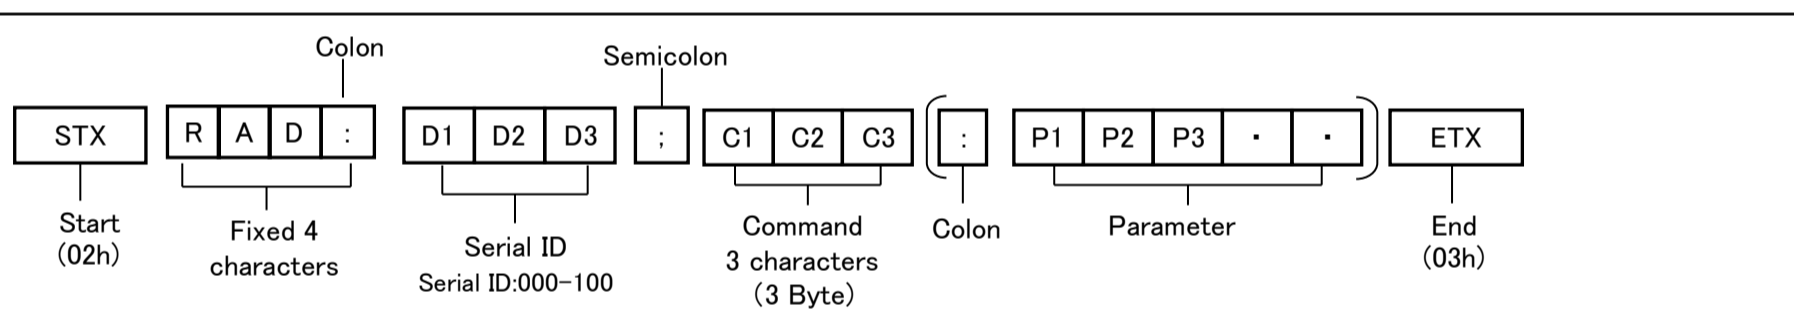 Colon
Semicolon
STX R A D : D1 D2 D3 ; C1 C2 C3 ( : P1 P2 P3 ・ ・ ) ETX
Start
(02h)
Fixed 4
characters
Serial ID
Serial ID:000-100
Command
3 characters
(3 Byte)
Colon
Parameter
End
(03h)